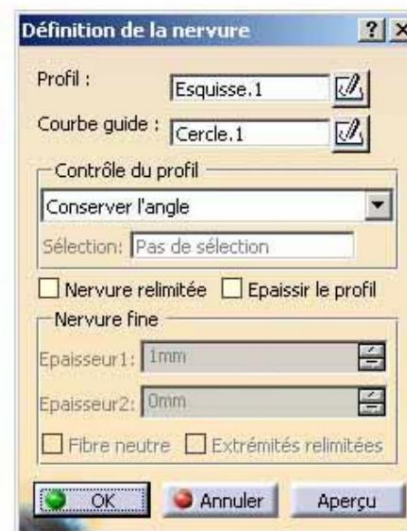 Définition de la nervure
Profil : Esquisse.1
Courbe guide : Cercle.1
Contrôle du profil
Conserver l'angle
Sélection: Pas de sélection
Nervure relimitée Epaissir le profil
Nervure fine
Epaisseur1: 1mm
Epaisseur2: 0mm
Fibre neutre Extrémités relimitées
OK Annuler Aperçu